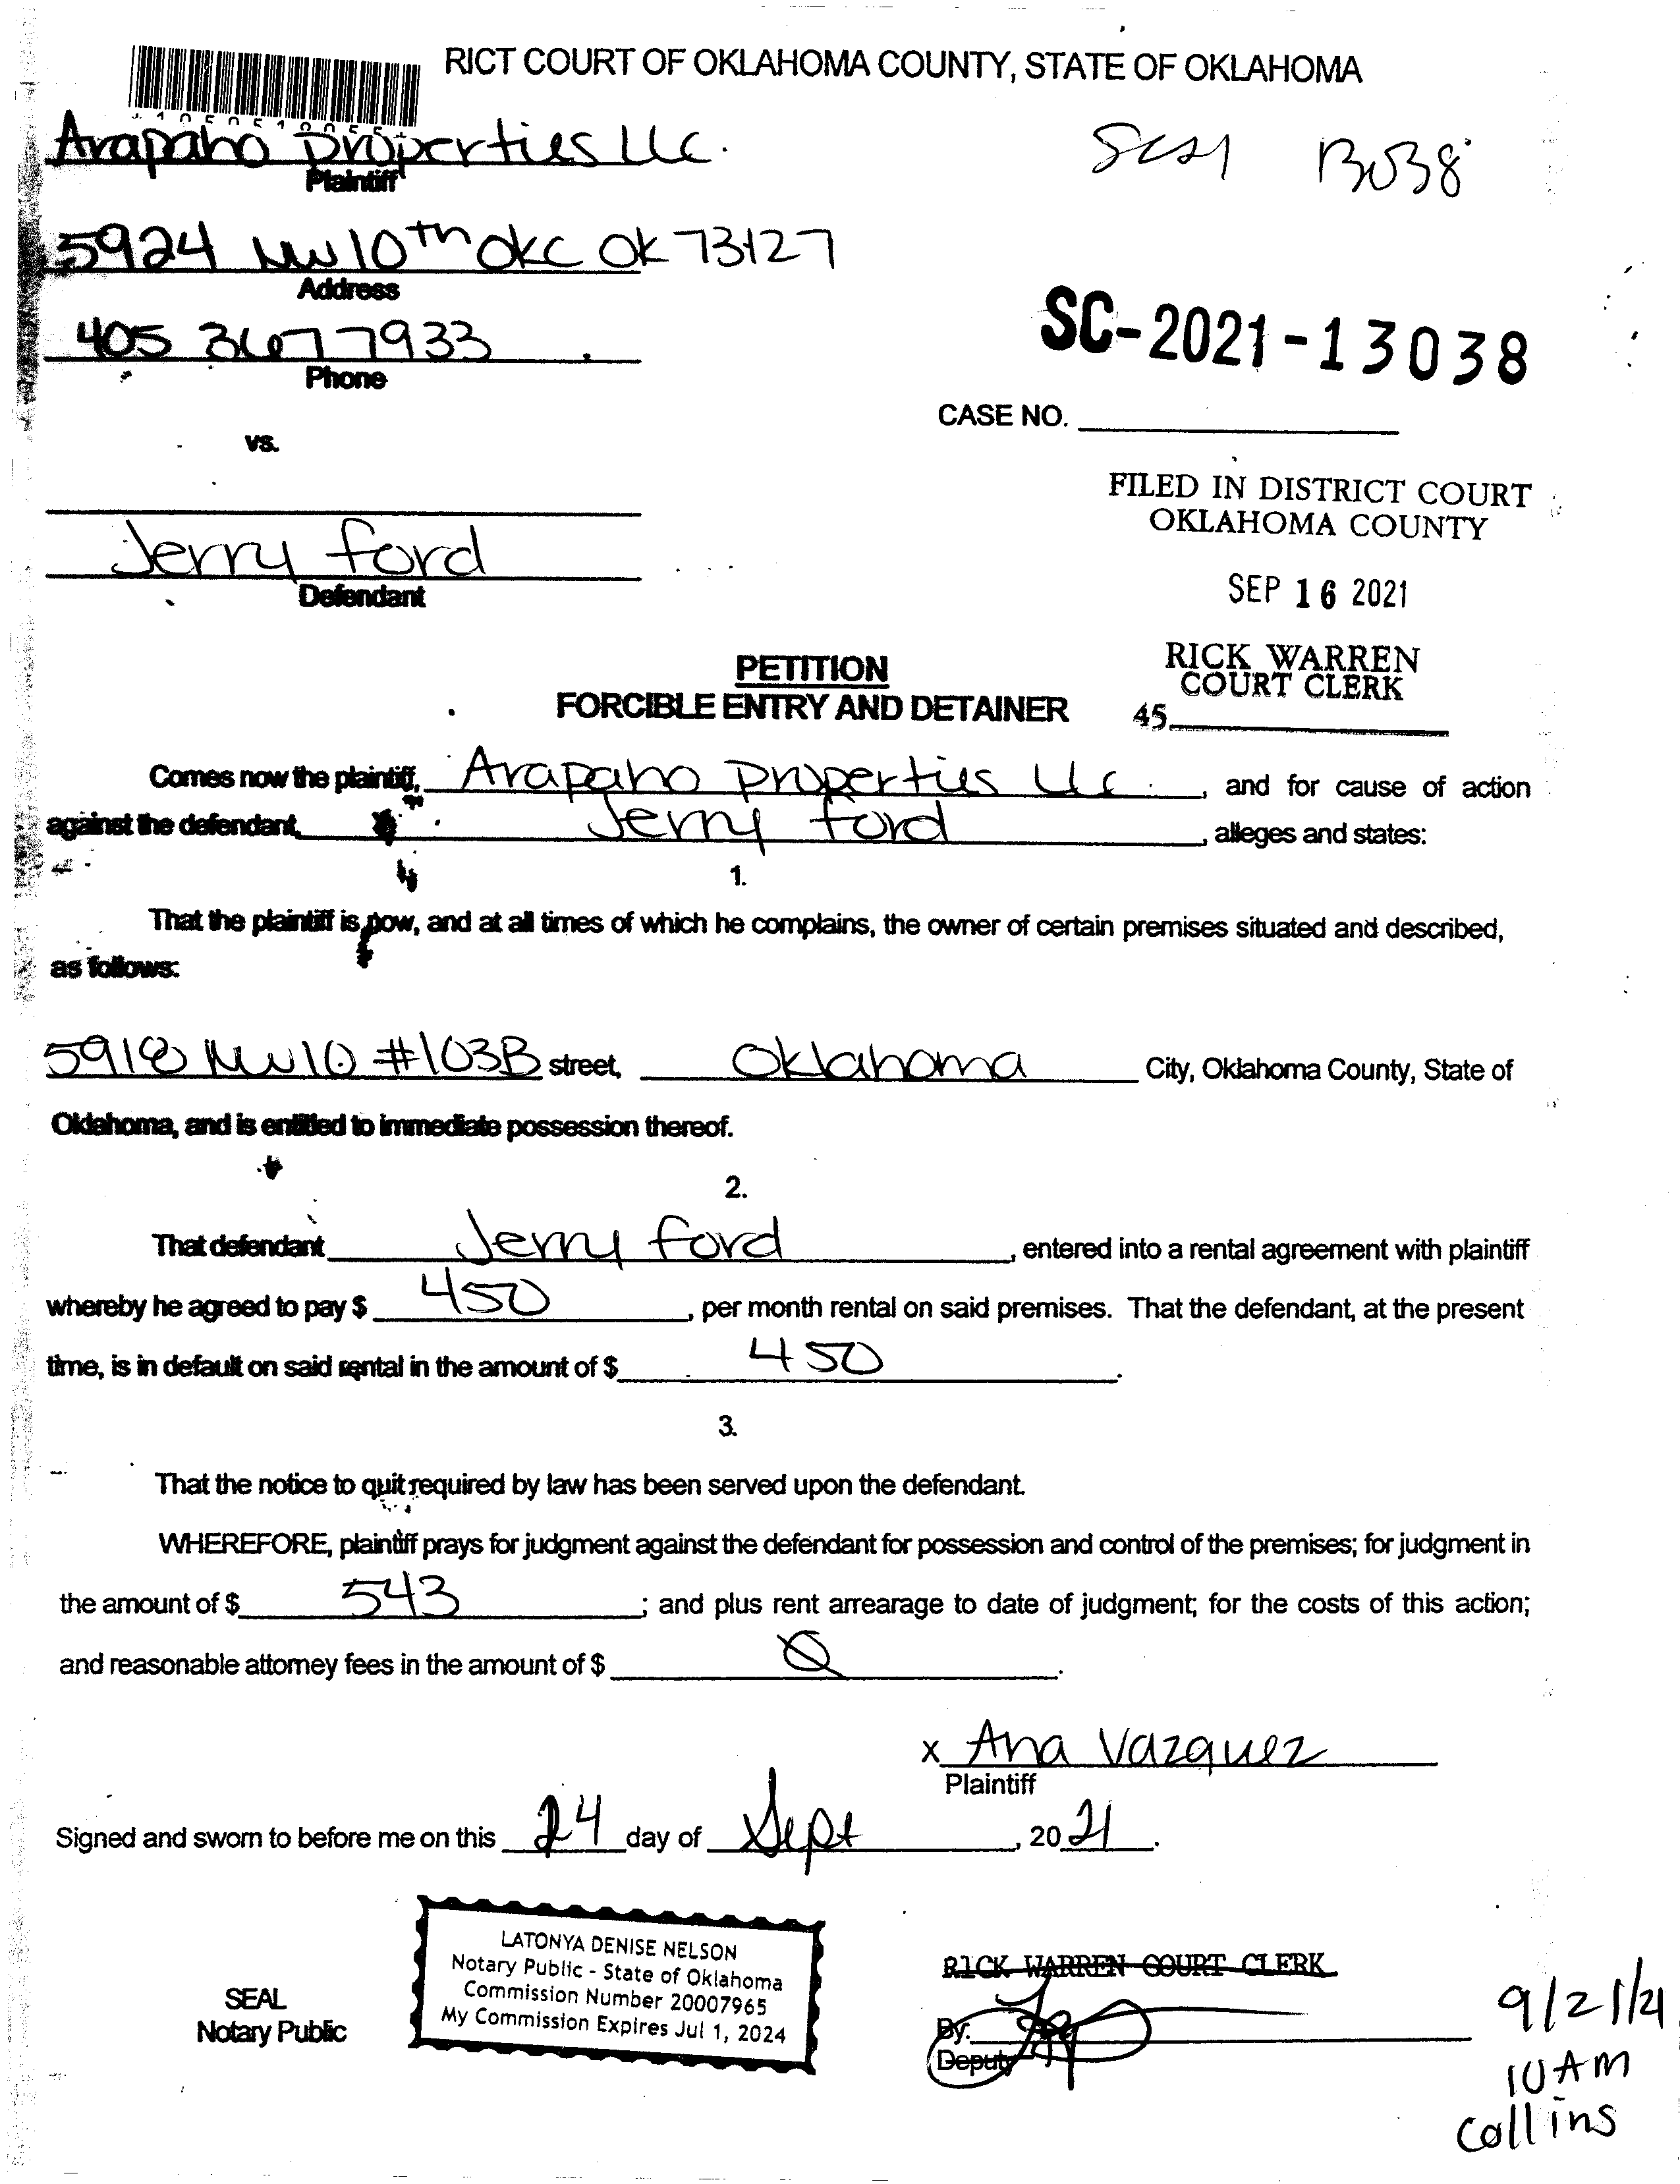 RICT COURT OF OKLAHOMA COUNTY, STATE OF OKLAHOMA
Arapaho Properties LLC.
Plaintiff
5924 NW 10th OKC OK 73127
Address
405 367 7933
Phone
vs.
SC-2021-13038
CASE NO.
FILED IN DISTRICT COURT
OKLAHOMA COUNTY
Jerry Ford
Defendant
SEP 16 2021
RICK WARREN
COURT CLERK
45
PETITION
FORCIBLE ENTRY AND DETAINER
Comes now the plaintiff, Arapaho Properties LLC. , and for cause of action
against the defendant, Jerry Ford , alleges and states:
1.
That the plaintiff is now, and at all times of which he complains, the owner of certain premises situated and described,
as follows:
5918 NW 10 #103B street, Oklahoma City, Oklahoma County, State of
Oklahoma, and is entitled to immediate possession thereof.
2.
That defendant Jerry Ford , entered into a rental agreement with plaintiff
whereby he agreed to pay $ 450 , per month rental on said premises. That the defendant, at the present
time, is in default on said rental in the amount of $ 450 .
3.
That the notice to quit required by law has been served upon the defendant.
WHEREFORE, plaintiff prays for judgment against the defendant for possession and control of the premises; for judgment in
the amount of $ 543 ; and plus rent arrearage to date of judgment; for the costs of this action;
and reasonable attorney fees in the amount of $ Ø .
x Ana Vazquez
Plaintiff
Signed and sworn to before me on this 24 day of Sept , 20 21 .
LATONYA DENISE NELSON
Notary Public - State of Oklahoma
Commission Number 20007965
My Commission Expires Jul 1, 2024
SEAL
Notary Public
RICK WARREN COURT CLERK
By:
Deputy
9/21/21
10 AM
Collins